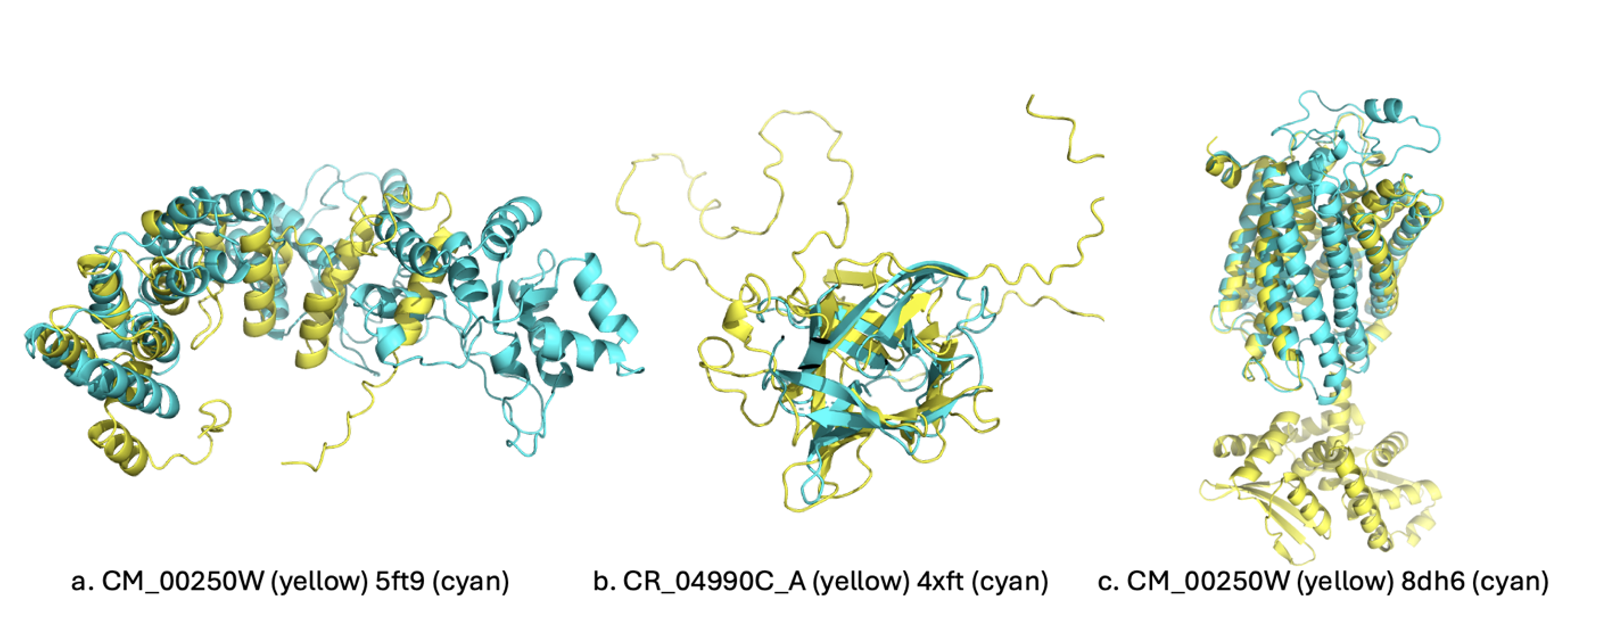 a. CM_00250W (yellow) 5ft9 (cyan)
b. CR_04990C_A (yellow) 4xft (cyan)
c. CM_00250W (yellow) 8dh6 (cyan)